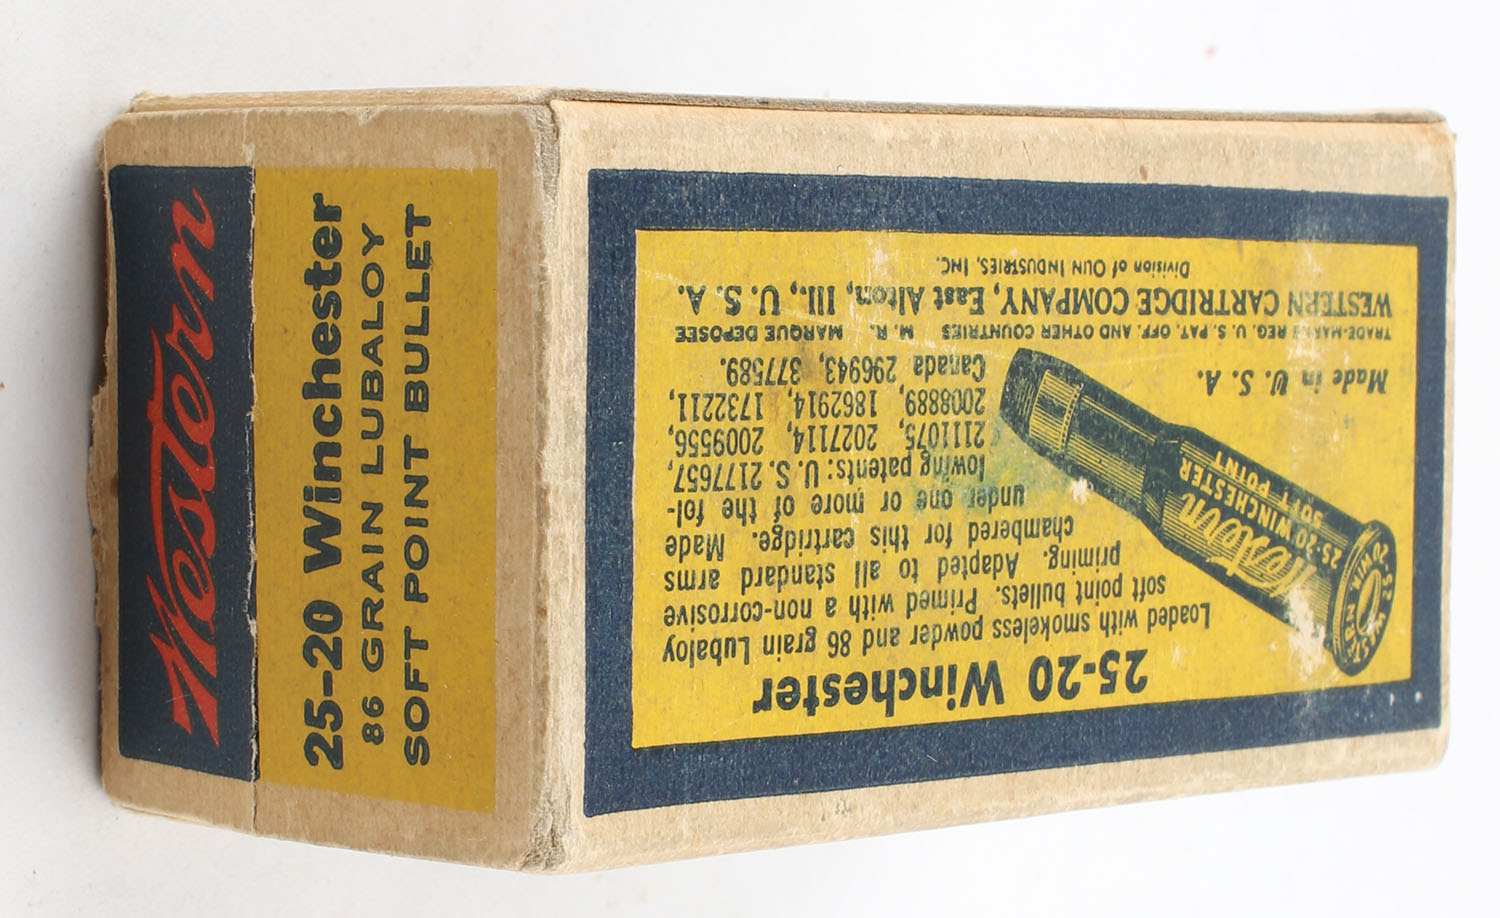 Western
25-20 Winchester
86 GRAIN LUBALOY
SOFT POINT BULLET
25-20 Winchester
Loaded with smokeless powder and 86 grain Lubaloy
soft point bullets. Primed with a non-corrosive
priming. Adapted to all standard arms
chambered for this cartridge. Made
under one or more of the fol-
lowing patents: U. S. 2177657,
2111075, 2027114, 2009556,
2008889, 1862914, 1732211,
Canada 296943, 377589.
Made in U. S. A.
TRADE-MARKS REG. U. S. PAT. OFF. AND OTHER COUNTRIES M. R. MARQUE DEPOSEE
WESTERN CARTRIDGE COMPANY, East Alton, Ill., U. S. A.
Division of OLIN INDUSTRIES, INC.
Western
25-20 WINCHESTER
SOFT POINT
WESTERN
25-20 WIN.